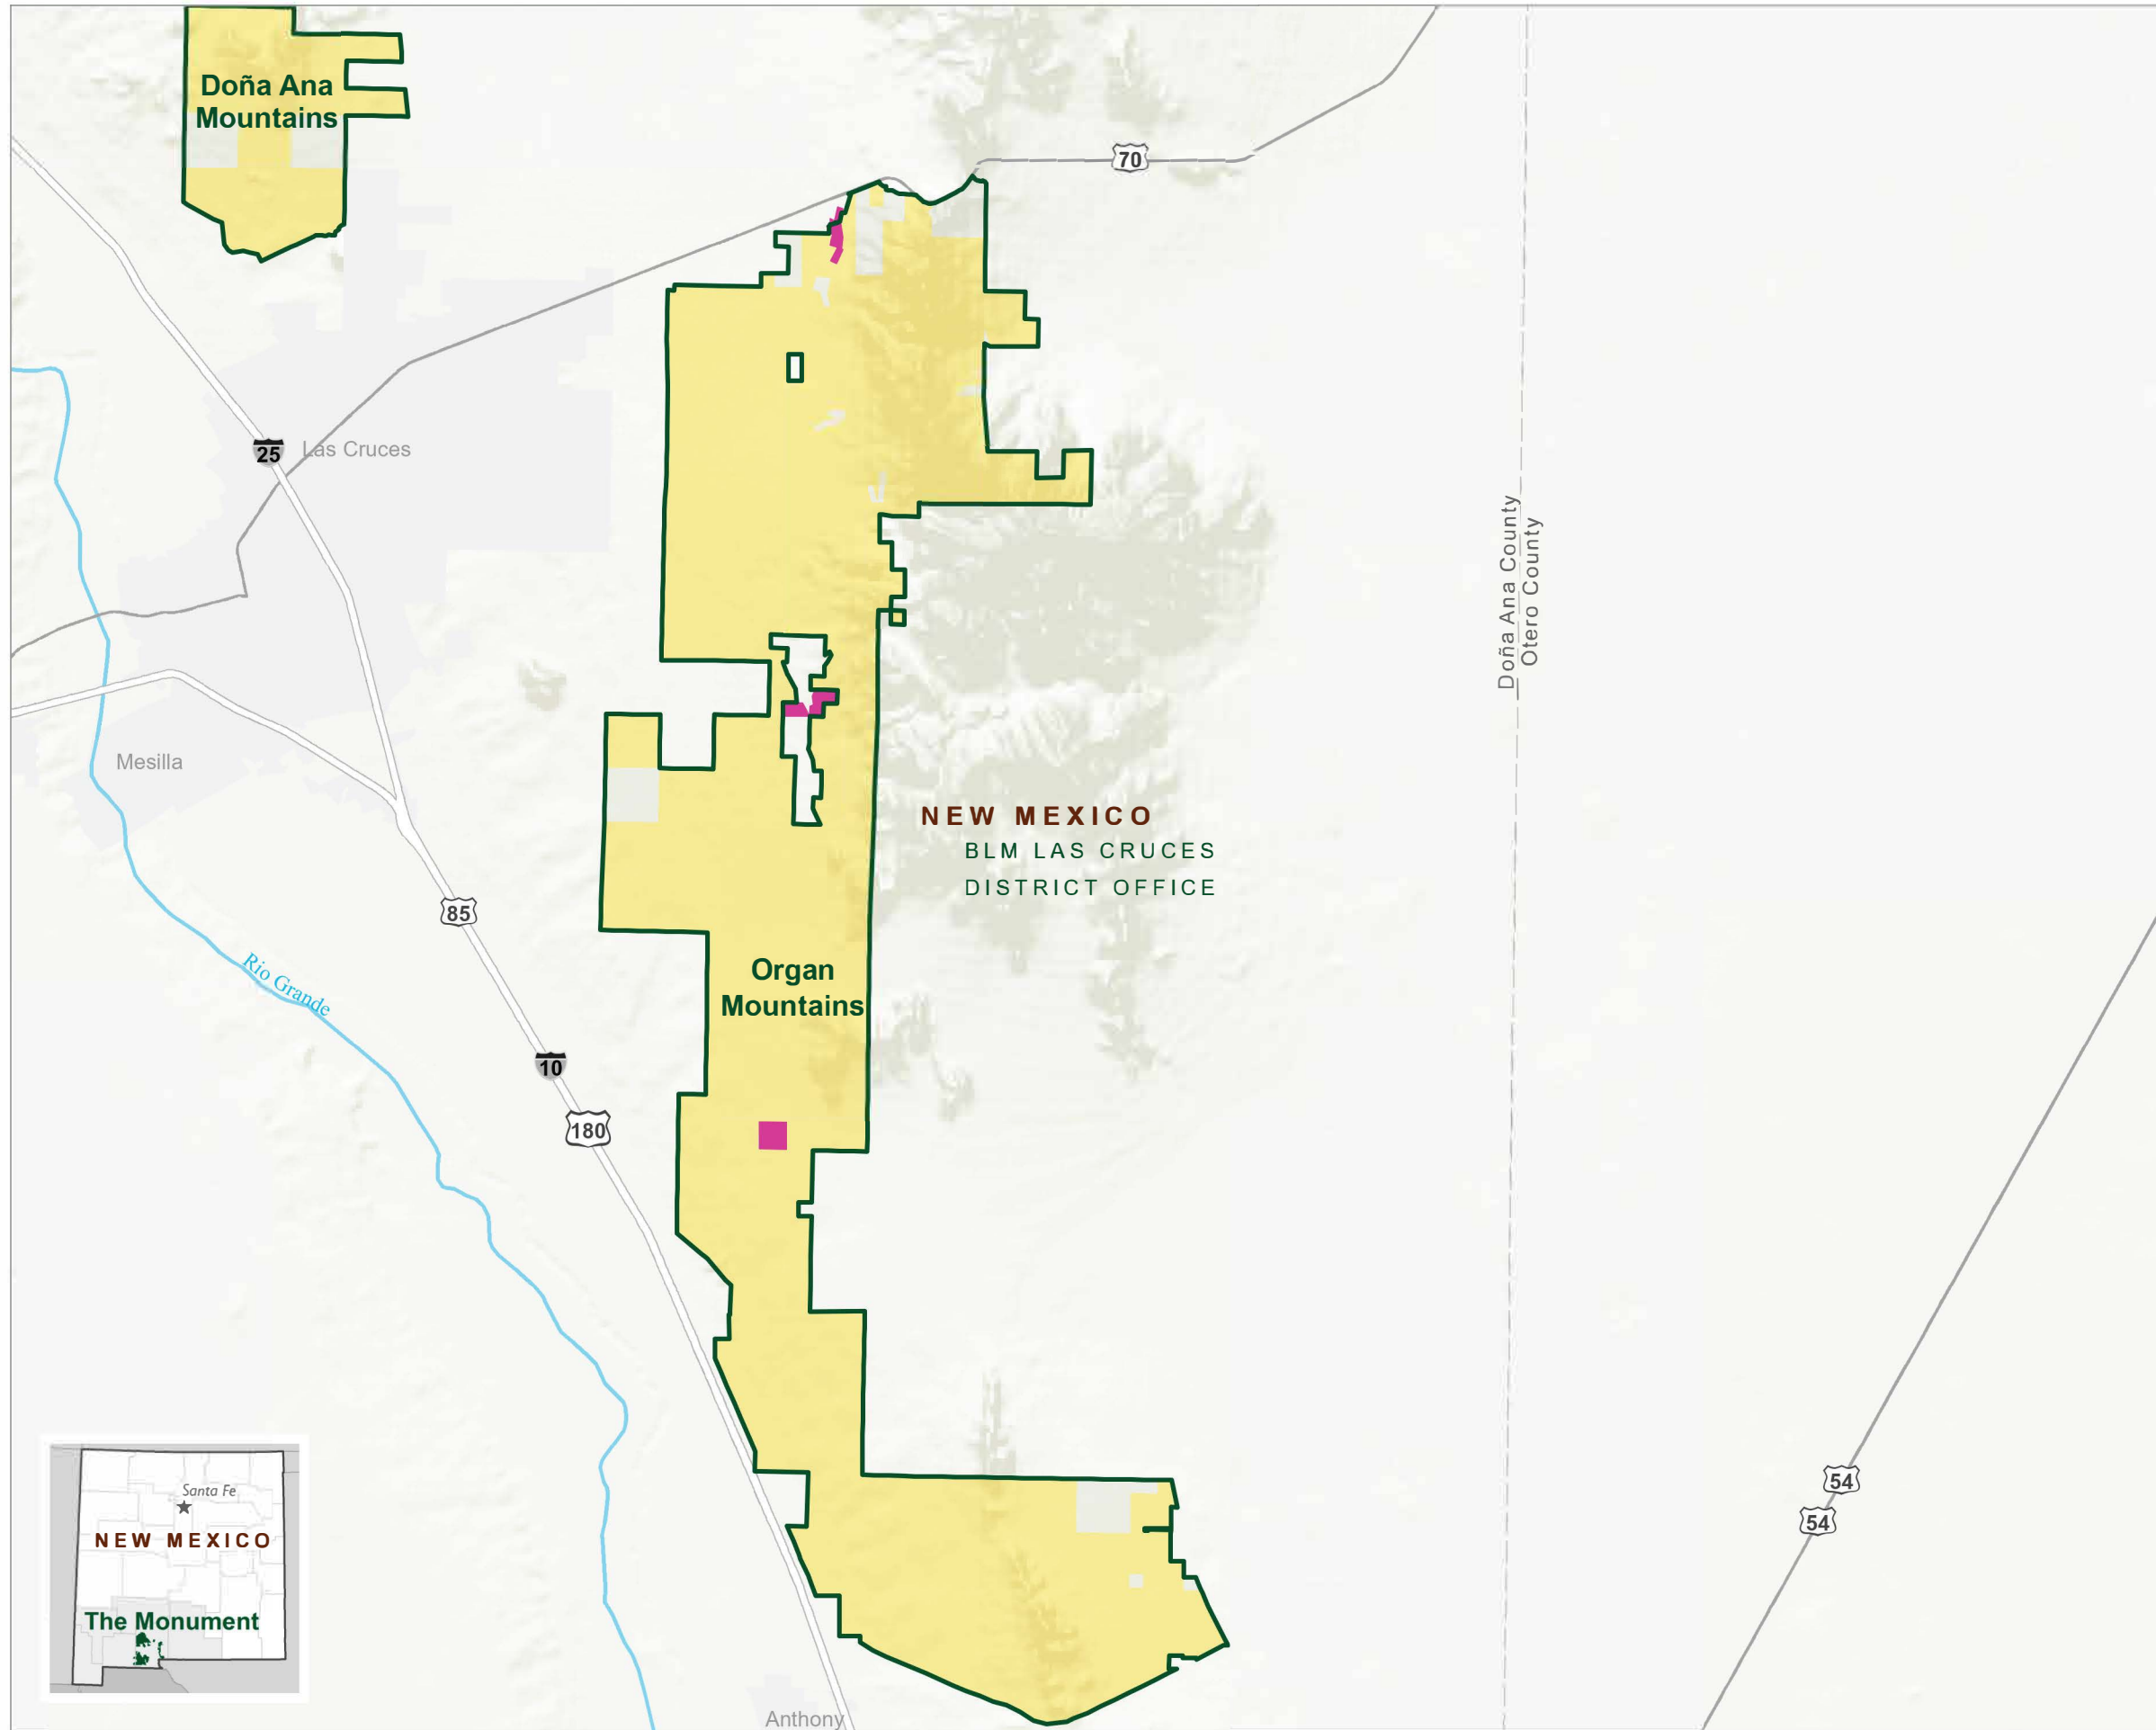 Doña Ana
Mountains
70
25
Las Cruces
Doña Ana County
Otero County
Mesilla
NEW MEXICO
BLM LAS CRUCES
DISTRICT OFFICE
85
Rio Grande
Organ
Mountains
10
180
54
54
Santa Fe
NEW MEXICO
The Monument
Anthony